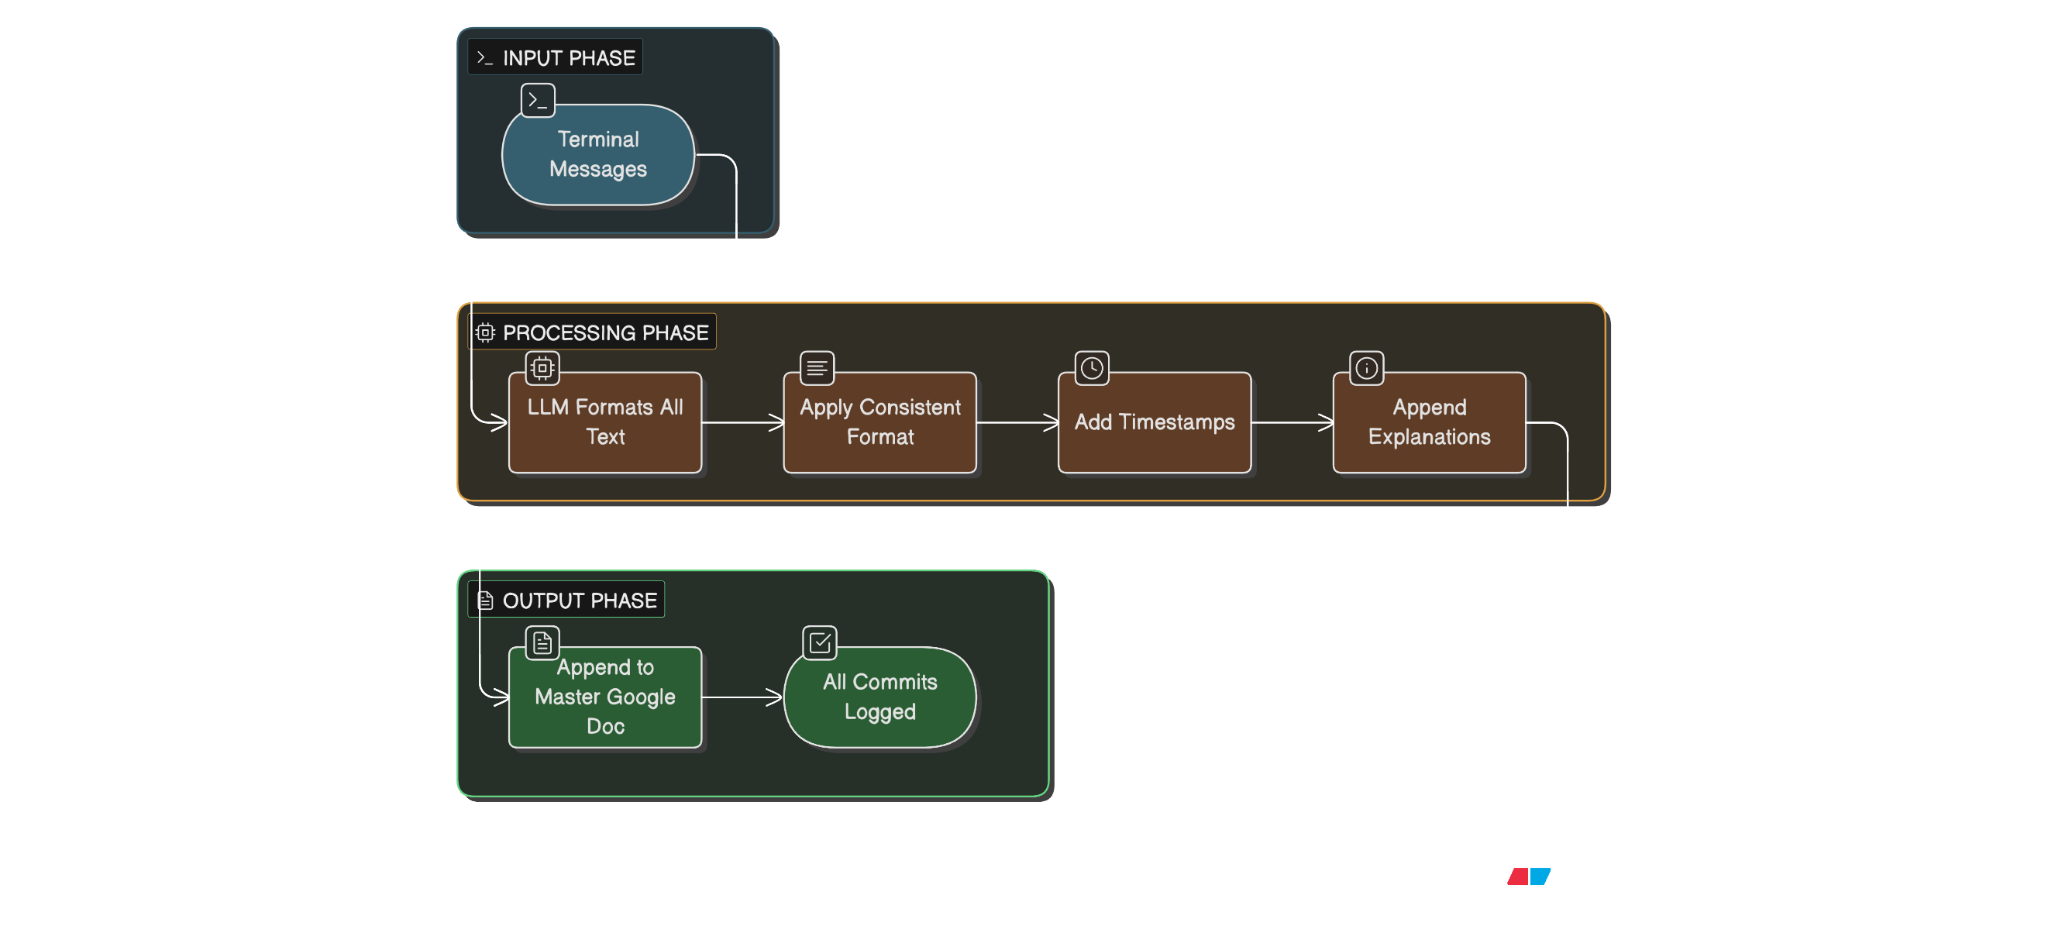 INPUT PHASE
Terminal
Messages
PROCESSING PHASE
LLM Formats All
Text
Apply Consistent
Format
Add Timestamps
Append
Explanations
OUTPUT PHASE
Append to
Master Google
Doc
All Commits
Logged